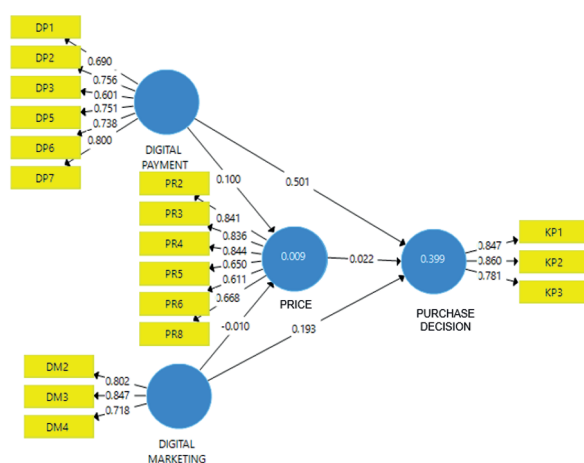 DP1
DP2
DP3
DP5
DP6
DP7
0.690
0.756
0.601
0.751
0.738
0.800
DIGITAL
PAYMENT
0.100
0.501
PR2
PR3
PR4
PR5
PR6
PR8
0.841
0.836
0.844
0.650
0.611
0.668
0.009
PRICE
0.022
0.399
PURCHASE
DECISION
0.847
0.860
0.781
KP1
KP2
KP3
-0.010
0.193
DM2
DM3
DM4
0.802
0.847
0.718
DIGITAL
MARKETING